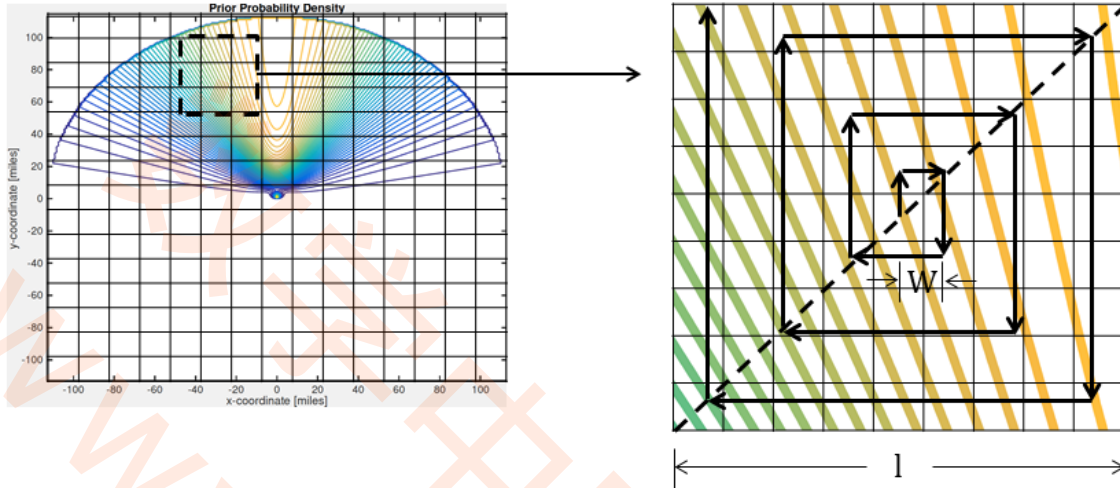 Prior Probability Density
y-coordinate [miles]
100
80
60
40
20
0
-20
-40
-60
-80
-100
-100 -80 -60 -40 -20 0 20 40 60 80 100
x-coordinate [miles]
W
l